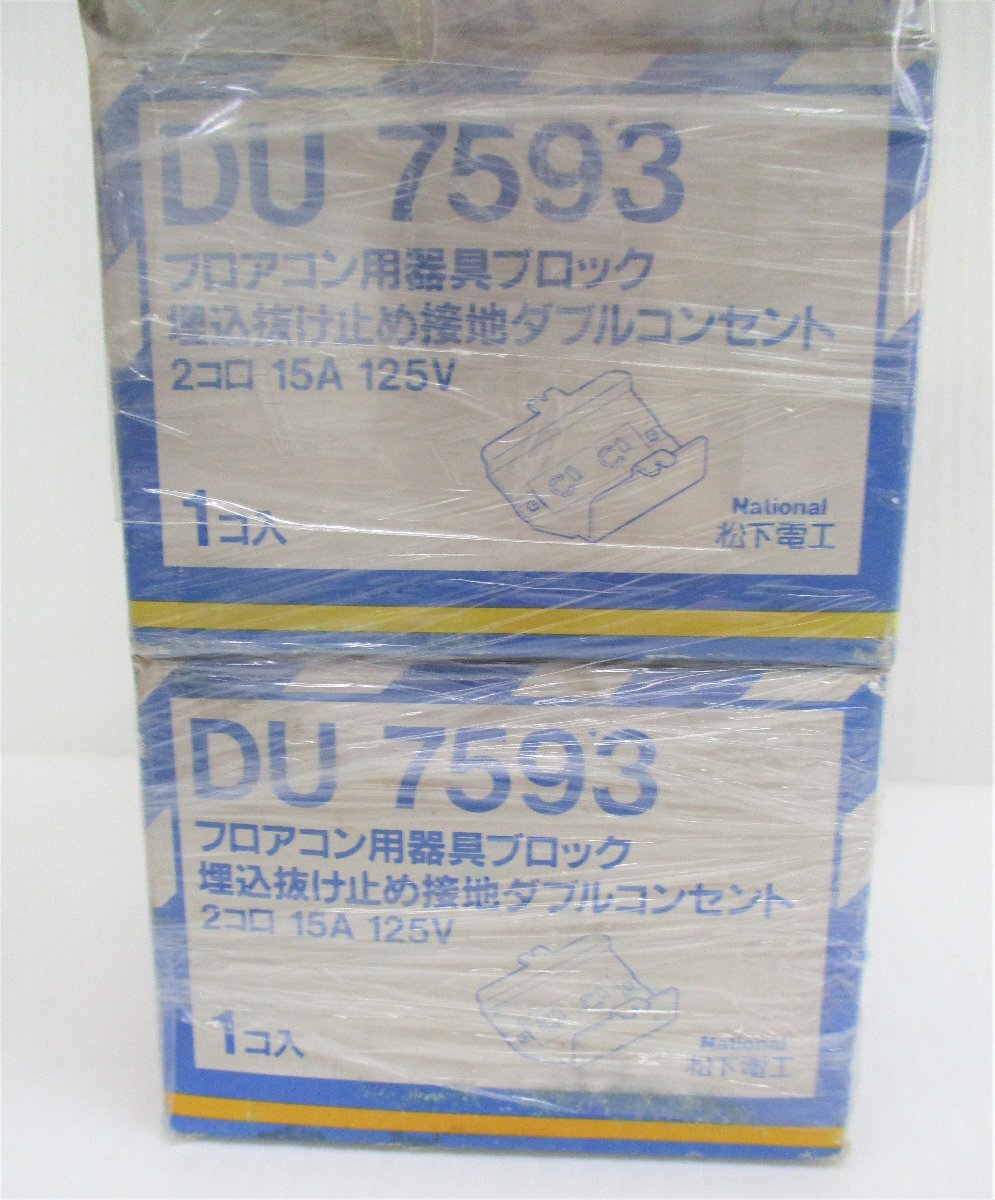 DU 7593
フロアコン用器具ブロック
埋込抜け止め接地ダブルコンセント
2コ口 15A 125V
1コ入
National
松下電工
DU 7593
フロアコン用器具ブロック
埋込抜け止め接地ダブルコンセント
2コ口 15A 125V
1コ入
National
松下電工